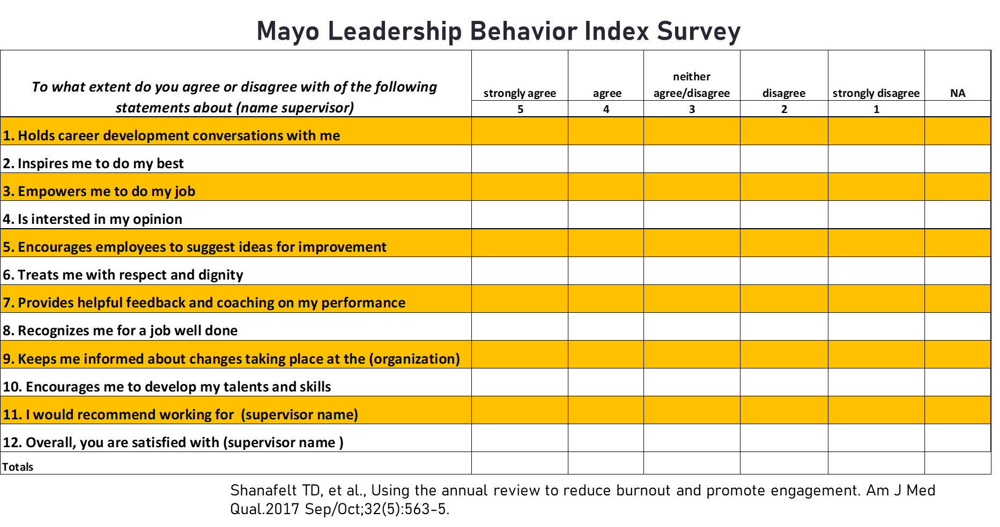 Mayo Leadership Behavior Index Survey
To what extent do you agree or disagree with of the following
statements about (name supervisor)
strongly agree
agree
neither
agree/disagree
disagree
strongly disagree
NA
5
4
3
2
1
1. Holds career development conversations with me
2. Inspires me to do my best
3. Empowers me to do my job
4. Is intersted in my opinion
5. Encourages employees to suggest ideas for improvement
6. Treats me with respect and dignity
7. Provides helpful feedback and coaching on my performance
8. Recognizes me for a job well done
9. Keeps me informed about changes taking place at the (organization)
10. Encourages me to develop my talents and skills
11. I would recommend working for  (supervisor name)
12. Overall, you are satisfied with (supervisor name )
Totals
Shanafelt TD, et al., Using the annual review to reduce burnout and promote engagement. Am J Med
Qual.2017 Sep/Oct;32(5):563-5.